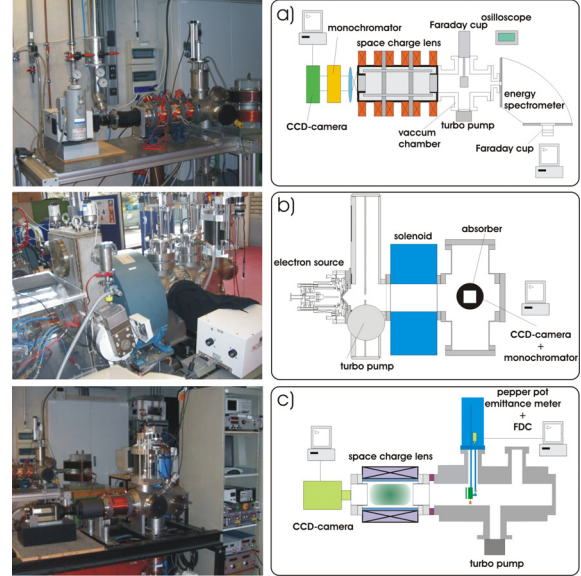 a)
osilloscope
Faraday cup
monochromator
space charge lens
energy
spectrometer
CCD-camera
vaccum
chamber
turbo pump
Faraday cup
b)
absorber
solenoid
electron source
CCD-camera
+
monochromator
turbo pump
c)
pepper pot
emittance meter
+
FDC
space charge lens
CCD-camera
turbo pump